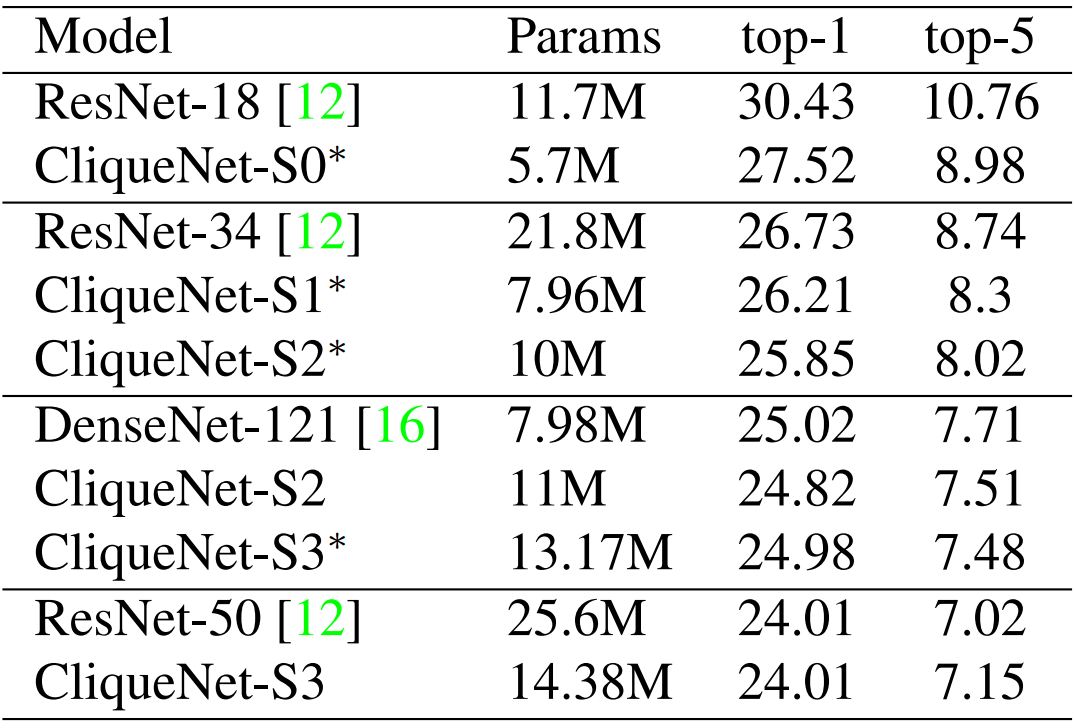 Model Params top-1 top-5
ResNet-18 [12] 11.7M 30.43 10.76
CliqueNet-S0* 5.7M 27.52 8.98
ResNet-34 [12] 21.8M 26.73 8.74
CliqueNet-S1* 7.96M 26.21 8.3
CliqueNet-S2* 10M 25.85 8.02
DenseNet-121 [16] 7.98M 25.02 7.71
CliqueNet-S2 11M 24.82 7.51
CliqueNet-S3* 13.17M 24.98 7.48
ResNet-50 [12] 25.6M 24.01 7.02
CliqueNet-S3 14.38M 24.01 7.15